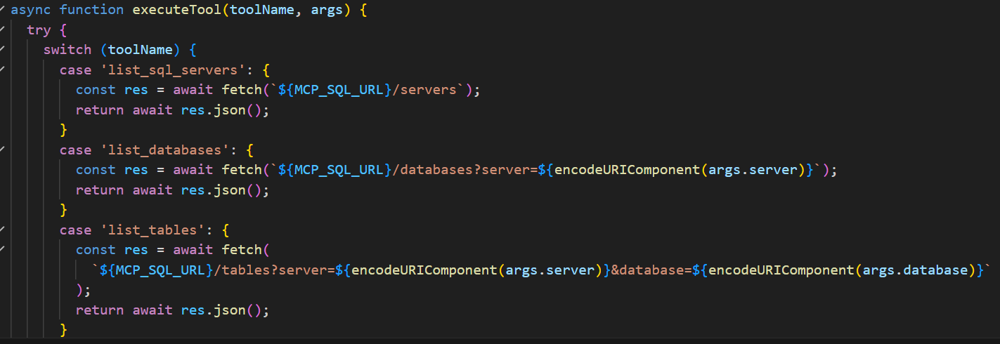 async function executeTool(toolName, args) {
try {
switch (toolName) {
case 'list_sql_servers': {
const res = await fetch(`${MCP_SQL_URL}/servers`);
return await res.json();
}
case 'list_databases': {
const res = await fetch(`${MCP_SQL_URL}/databases?server=${encodeURIComponent(args.server)}`);
return await res.json();
}
case 'list_tables': {
const res = await fetch(
`${MCP_SQL_URL}/tables?server=${encodeURIComponent(args.server)}&database=${encodeURIComponent(args.database)}`
);
return await res.json();
}